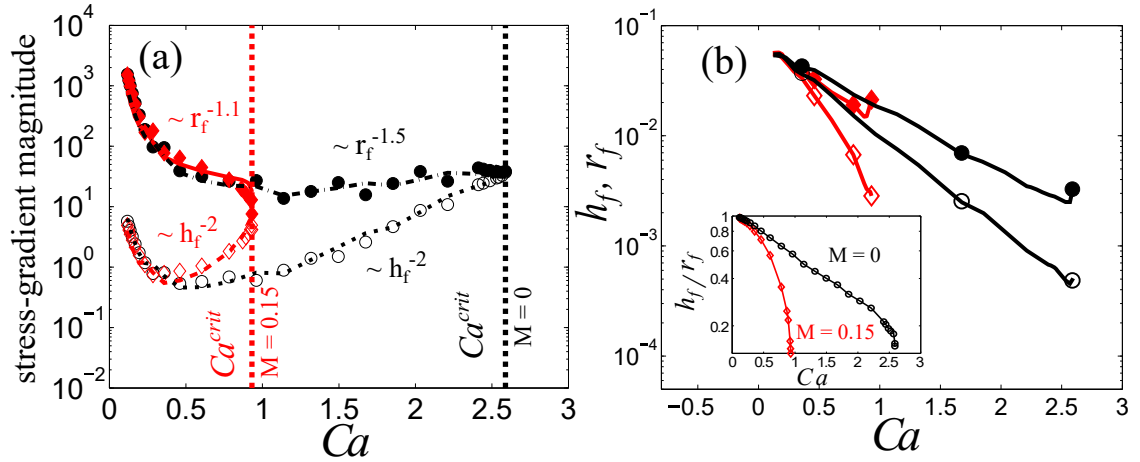 (a)
stress-gradient magnitude
10^4
10^3
10^2
10^1
10^0
10^-1
10^-2
~ r_f^-1.1
~ r_f^-1.5
~ h_f^-2
~ h_f^-2
Ca^crit
M = 0.15
Ca^crit
M = 0
0 0.5 1 1.5 2 2.5 3
Ca
(b)
h_f, r_f
10^-1
10^-2
10^-3
10^-4
-0.5 0 0.5 1 1.5 2 2.5 3
Ca
h_f/r_f
1
0.8
0.6
0.4
0.2
M = 0
M = 0.15
0 0.5 1 1.5 2 2.5 3
Ca